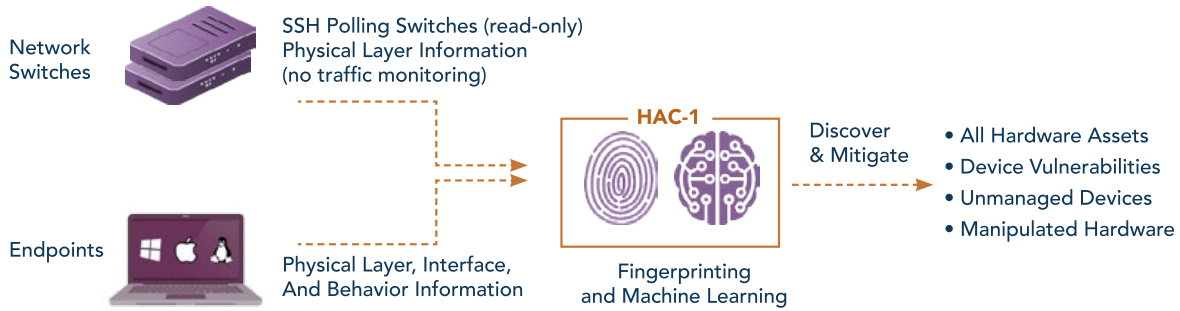 Network
Switches
SSH Polling Switches (read-only)
Physical Layer Information
(no traffic monitoring)
Endpoints
Physical Layer, Interface,
And Behavior Information
HAC-1
Fingerprinting
and Machine Learning
Discover
& Mitigate
• All Hardware Assets
• Device Vulnerabilities
• Unmanaged Devices
• Manipulated Hardware